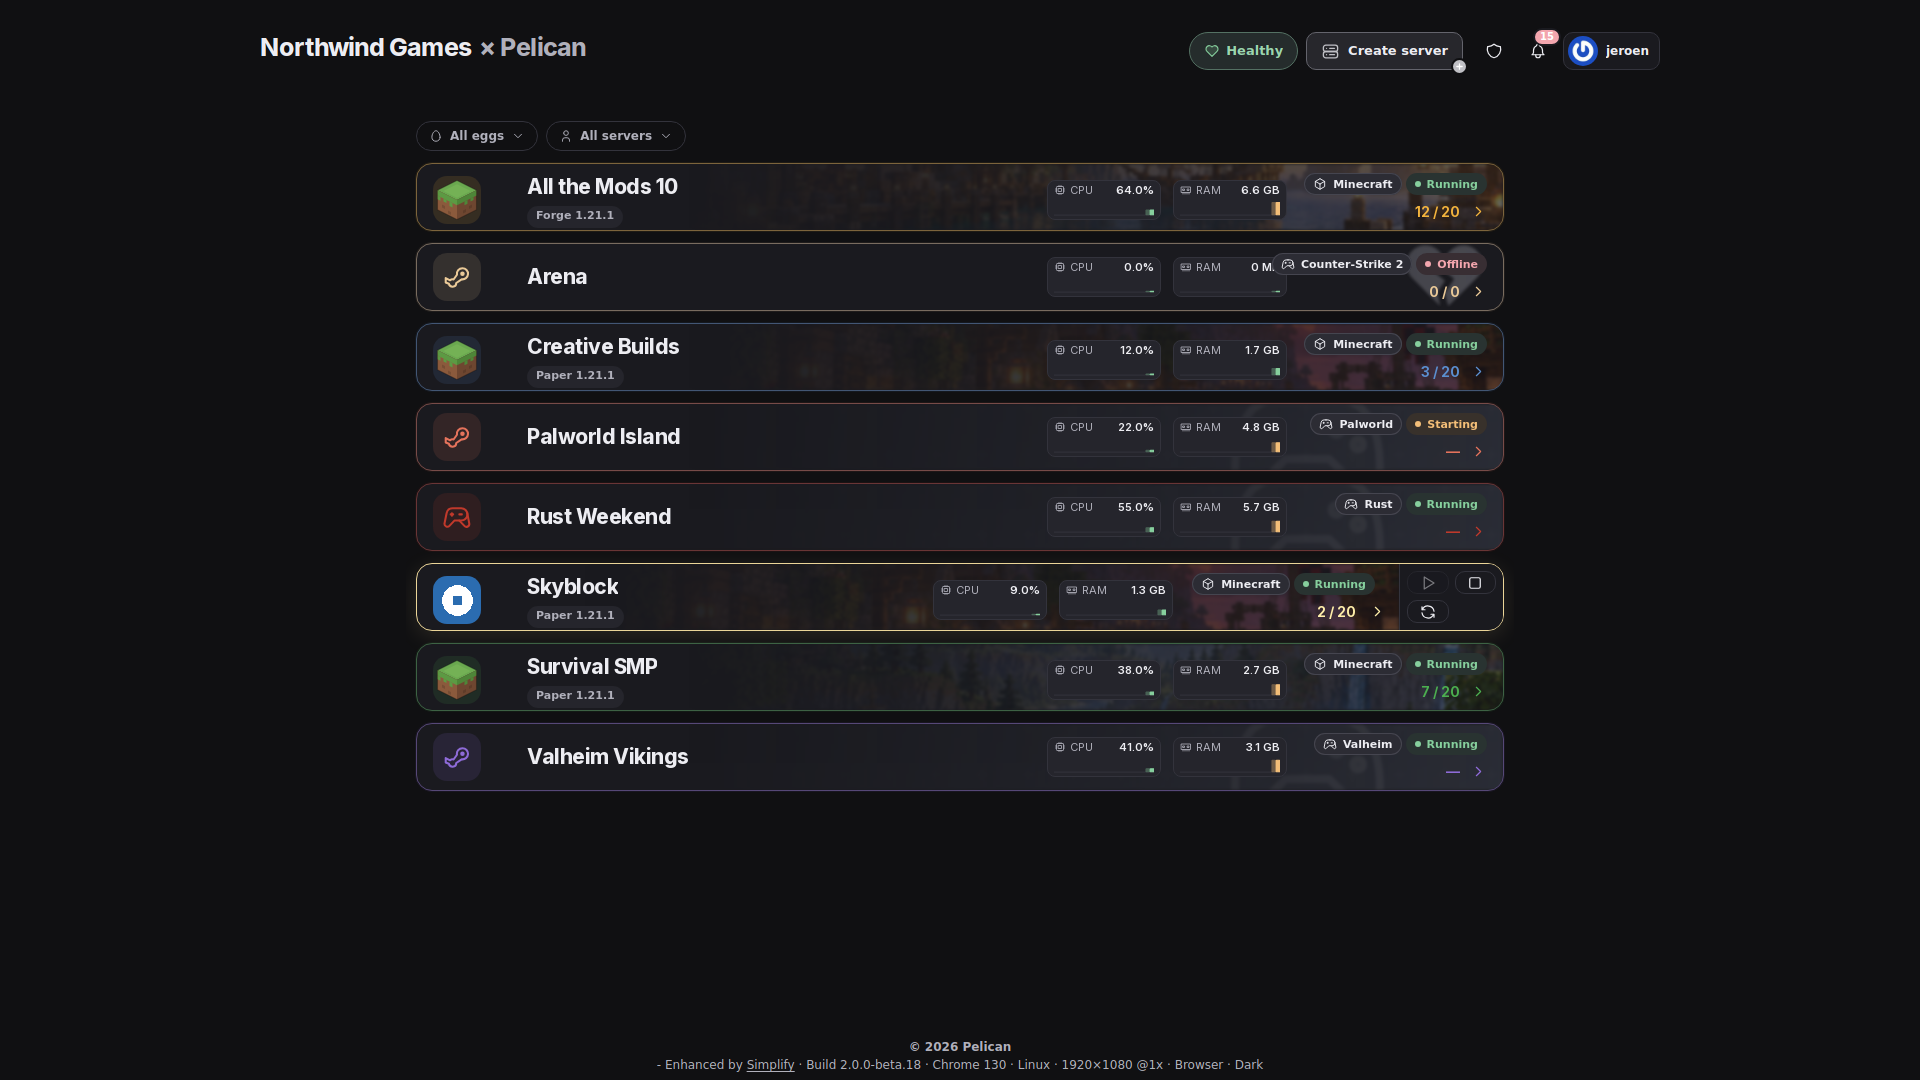 Northwind Games × Pelican
Healthy
Create server
15
jeroen
All eggs
All servers
All the Mods 10
Forge 1.21.1
CPU 64.0%
RAM 6.6 GB
Minecraft
Running
12 / 20
Arena
CPU 0.0%
RAM 0 M
Counter-Strike 2
Offline
0 / 0
Creative Builds
Paper 1.21.1
CPU 12.0%
RAM 1.7 GB
Minecraft
Running
3 / 20
Palworld Island
CPU 22.0%
RAM 4.8 GB
Palworld
Starting
—
Rust Weekend
CPU 55.0%
RAM 5.7 GB
Rust
Running
—
Skyblock
Paper 1.21.1
CPU 9.0%
RAM 1.3 GB
Minecraft
Running
2 / 20
Survival SMP
Paper 1.21.1
CPU 38.0%
RAM 2.7 GB
Minecraft
Running
7 / 20
Valheim Vikings
CPU 41.0%
RAM 3.1 GB
Valheim
Running
—
© 2026 Pelican
- Enhanced by Simplify · Build 2.0.0-beta.18 · Chrome 130 · Linux · 1920×1080 @1x · Browser · Dark